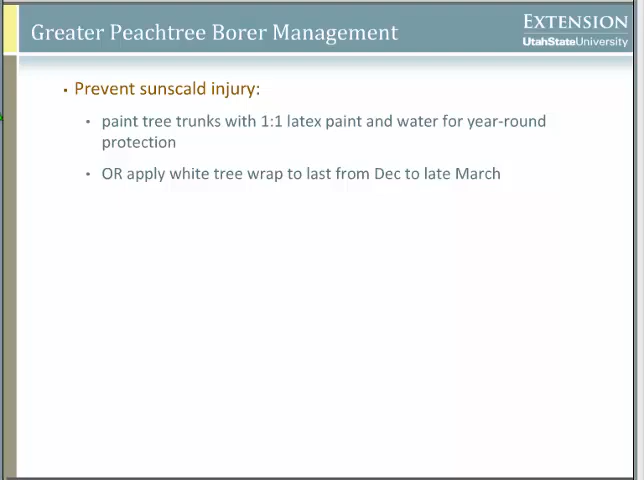 Greater Peachtree Borer Management
EXTENSION
UtahStateUniversity
• Prevent sunscald injury:
• paint tree trunks with 1:1 latex paint and water for year-round
protection
• OR apply white tree wrap to last from Dec to late March